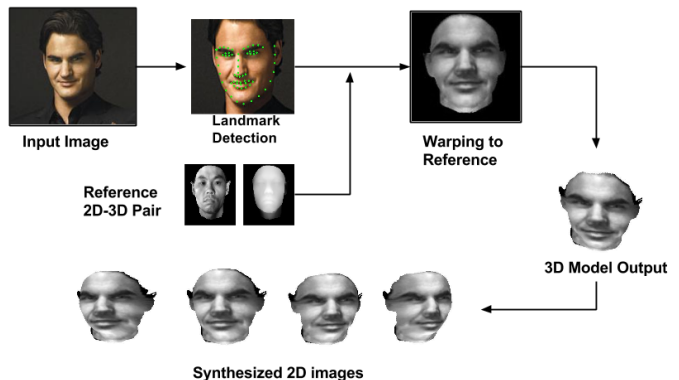 Input Image
Landmark
Detection
Warping to
Reference
Reference
2D-3D Pair
3D Model Output
Synthesized 2D images